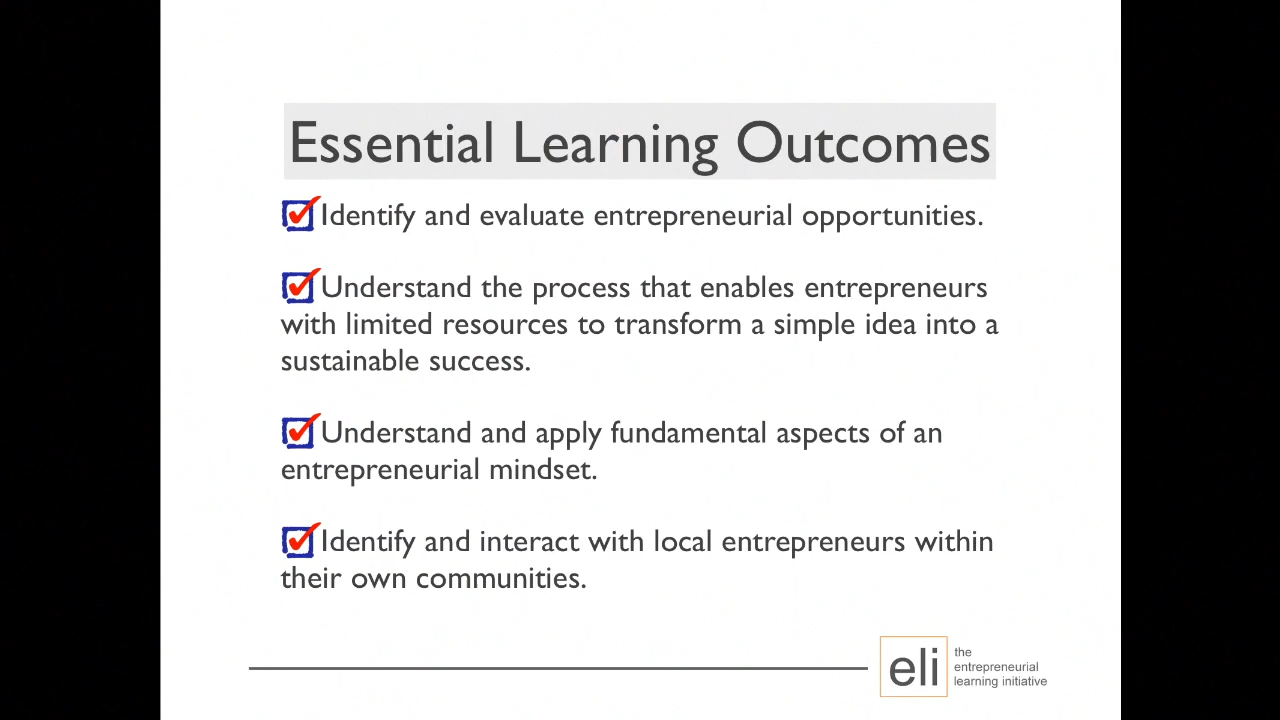 Essential Learning Outcomes
Identify and evaluate entrepreneurial opportunities.
Understand the process that enables entrepreneurs
with limited resources to transform a simple idea into a
sustainable success.
Understand and apply fundamental aspects of an
entrepreneurial mindset.
Identify and interact with local entrepreneurs within
their own communities.
eli
the
entrepreneurial
learning initiative